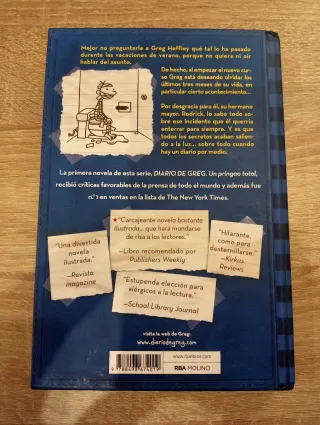 Mejor no preguntarle a Greg Heffley qué tal lo ha pasado
durante las vacaciones de verano, porque no quiere ni oir
hablar del asunto.
De hecho, al empezar el nuevo cur-
so Greg está deseando olvidar los
últimos tres meses de su vida, en
particular cierto acontecimiento...
Por desgracia para él, su hermano
mayor, Rodrick, lo sabe todo so-
bre ese incidente que él querría
enterrar para siempre. Y es que
todos los secretos acaban salien-
do a la luz... sobre todo cuando
hay un diario por medio.
La primera novela de esta serie, DIARIO DE GREG. Un pringao total,
recibió críticas favorables de la prensa de todo el mundo y además fue
n.º 1 en ventas en la lista de The New York Times.
"Una divertida
novela
ilustrada."
—Revista
magazine
★"Carcajeante novela bastante
ilustrada... que hará mondarse
de risa a los lectores."
—Libro recomendado por
Publishers Weekly
"Hilarante,
como para
desternillarse."
—Kirkus
Reviews
"Estupenda elección para
alérgicos a la lectura."
—School Library Journal
visita la web de Greg:
www.diariodegreg.com
9 788498 674019
www.rbalibros.com
RBA MOLINO